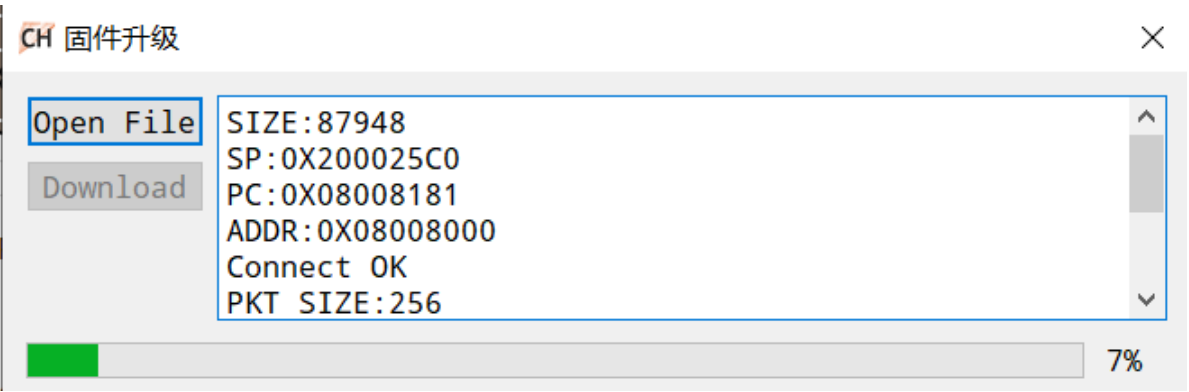 CH 固件升级
Open File
Download
SIZE:87948
SP:0X200025C0
PC:0X08008181
ADDR:0X08008000
Connect OK
PKT SIZE:256
7%